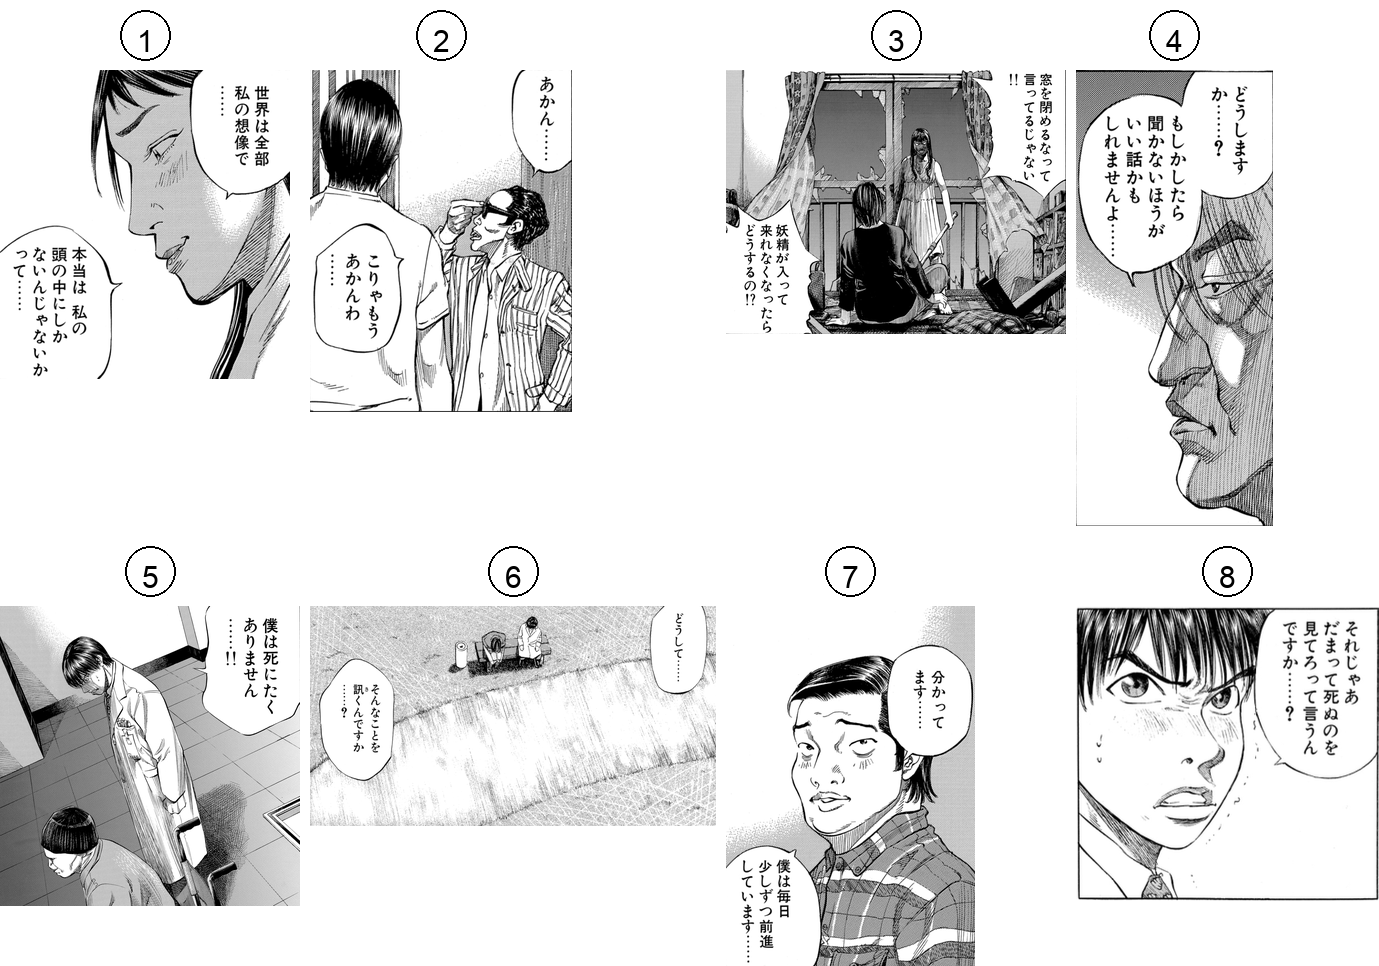 1
世界は全部
私の想像で
……
本当は 私の
頭の中にしか
ないんじゃないか
って……
2
あかん……
こりゃもう
あかんわ
……
3
窓を閉めるなって
言ってるじゃない
!!
妖精が入って
来れなくなったら
どうするの!?
4
どうします
か………?
もしかしたら
聞かないほうが
いい話かも
しれませんよ……
5
僕は死にたく
ありません
……!!
6
どうして……
そんなことを
訊くんですか
……?
き
7
分かって
ます……
僕は毎日
少しずつ前進
しています……
8
それじゃあ
だまって死ぬのを
見てろって言うん
ですか………?